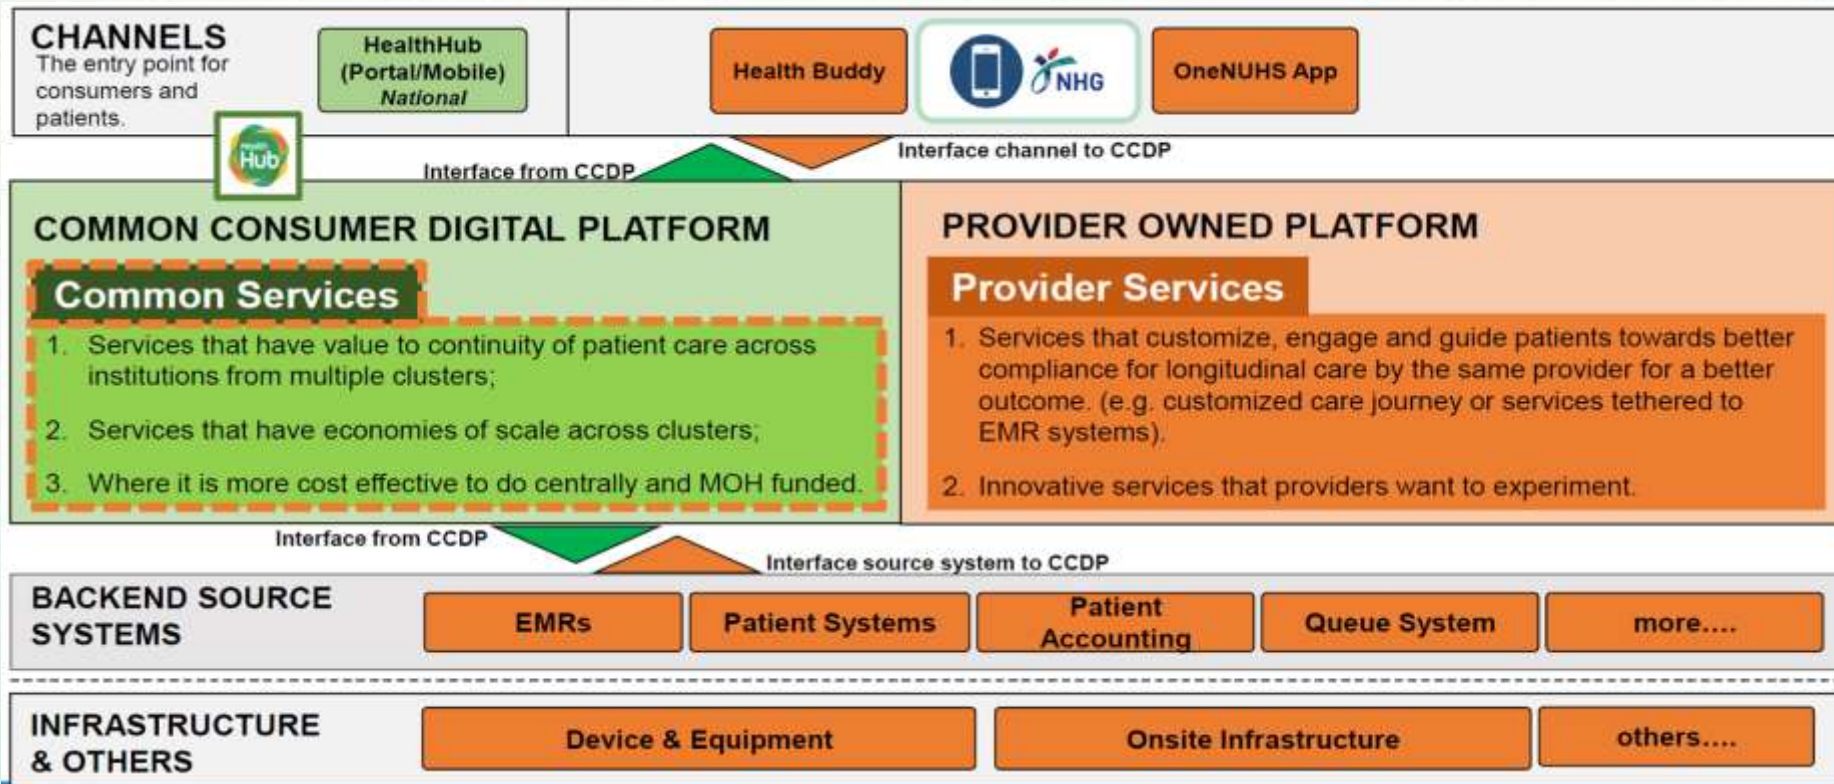 CHANNELS
The entry point for
consumers and
patients.
HealthHub
(Portal/Mobile)
National
Health Buddy
NHG
OneNUHS App
Hub
Interface from CCDP
Interface channel to CCDP
COMMON CONSUMER DIGITAL PLATFORM
Common Services
1. Services that have value to continuity of patient care across
institutions from multiple clusters;
2. Services that have economies of scale across clusters;
3. Where it is more cost effective to do centrally and MOH funded.
PROVIDER OWNED PLATFORM
Provider Services
1. Services that customize, engage and guide patients towards better
compliance for longitudinal care by the same provider for a better
outcome. (e.g. customized care journey or services tethered to
EMR systems).
2. Innovative services that providers want to experiment.
Interface from CCDP
Interface source system to CCDP
BACKEND SOURCE
SYSTEMS
EMRs
Patient Systems
Patient
Accounting
Queue System
more....
INFRASTRUCTURE
& OTHERS
Device & Equipment
Onsite Infrastructure
others....